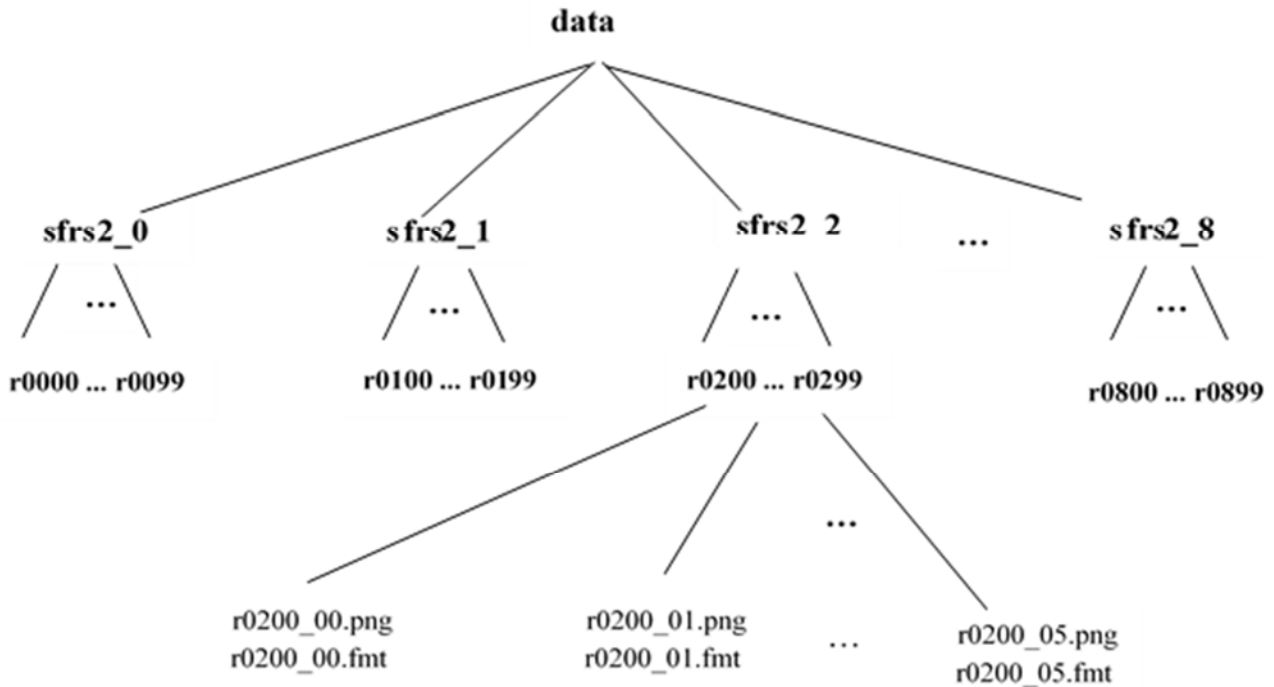 data
sfrs2_0 sfrs2_1 sfrs2 2 ... sfrs2_8
... ... ... ...
r0000 ... r0099 r0100 ... r0199 r0200 ... r0299 r0800 ... r0899
...
r0200_00.png r0200_01.png ... r0200_05.png
r0200_00.fmt r0200_01.fmt r0200_05.fmt